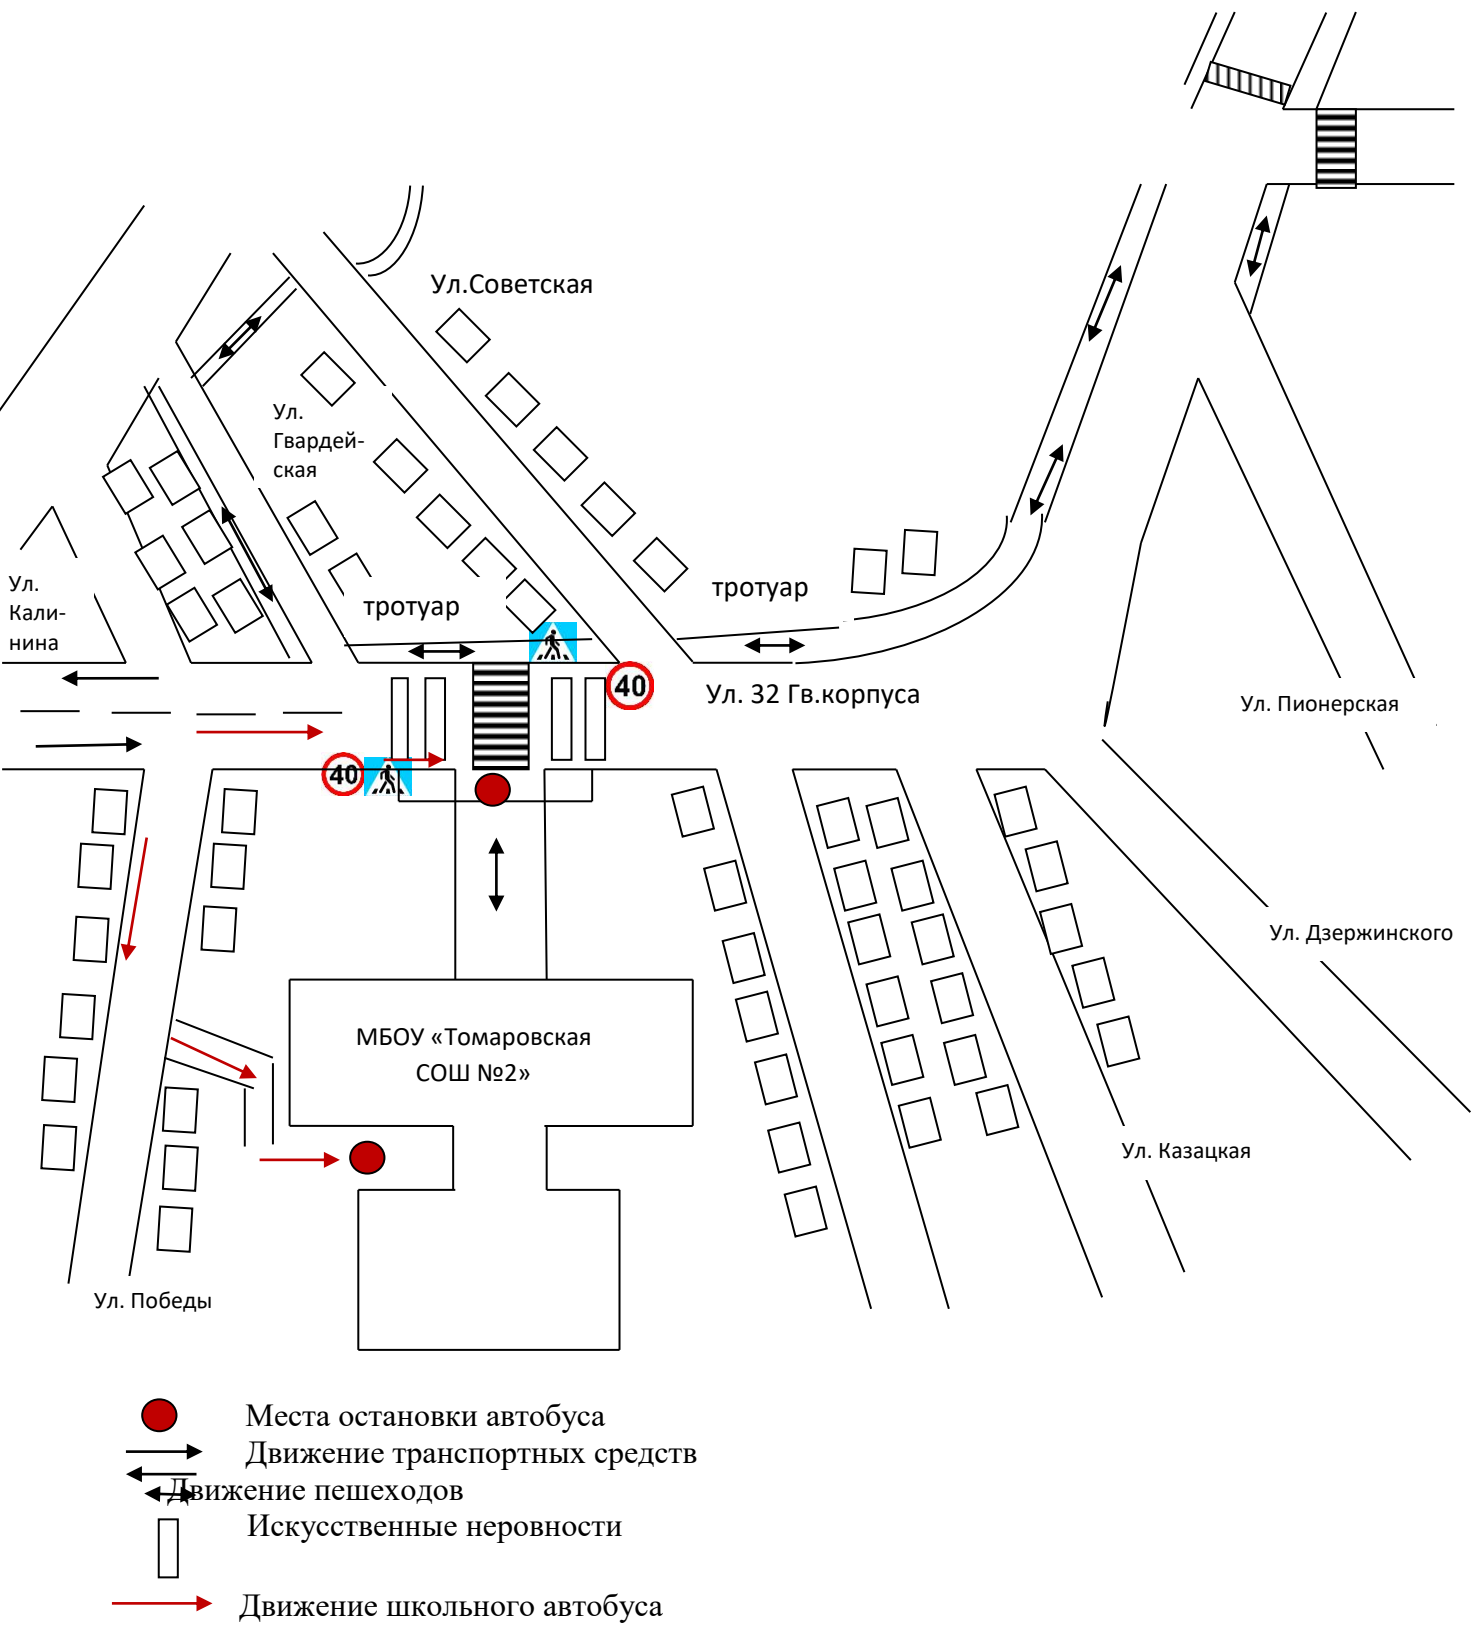 Ул.Советская
Ул.
Гвардей-
ская
Ул.
Кали-
нина
тротуар
тротуар
40
Ул. 32 Гв.корпуса
Ул. Пионерская
40
Ул. Дзержинского
МБОУ «Томаровская
СОШ №2»
Ул. Казацкая
Ул. Победы
Места остановки автобуса
Движение транспортных средств
Движение пешеходов
Искусственные неровности
Движение школьного автобуса